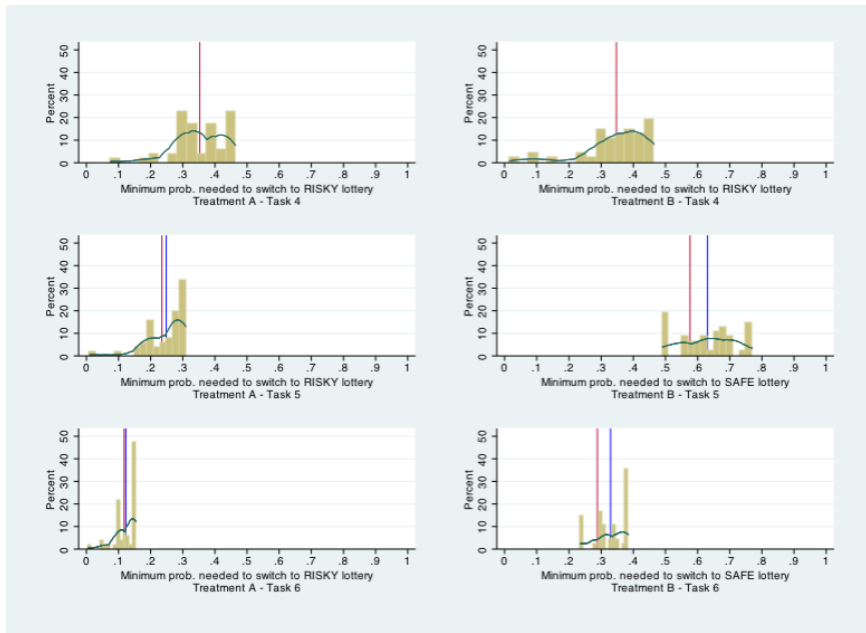 Percent
0 10 20 30 40 50
0 .1 .2 .3 .4 .5 .6 .7 .8 .9 1
Minimum prob. needed to switch to RISKY lottery
Treatment A - Task 4
Percent
0 10 20 30 40 50
0 .1 .2 .3 .4 .5 .6 .7 .8 .9 1
Minimum prob. needed to switch to RISKY lottery
Treatment B - Task 4
Percent
0 10 20 30 40 50
0 .1 .2 .3 .4 .5 .6 .7 .8 .9 1
Minimum prob. needed to switch to RISKY lottery
Treatment A - Task 5
Percent
0 10 20 30 40 50
0 .1 .2 .3 .4 .5 .6 .7 .8 .9 1
Minimum prob. needed to switch to SAFE lottery
Treatment B - Task 5
Percent
0 10 20 30 40 50
0 .1 .2 .3 .4 .5 .6 .7 .8 .9 1
Minimum prob. needed to switch to RISKY lottery
Treatment A - Task 6
Percent
0 10 20 30 40 50
0 .1 .2 .3 .4 .5 .6 .7 .8 .9 1
Minimum prob. needed to switch to SAFE lottery
Treatment B - Task 6